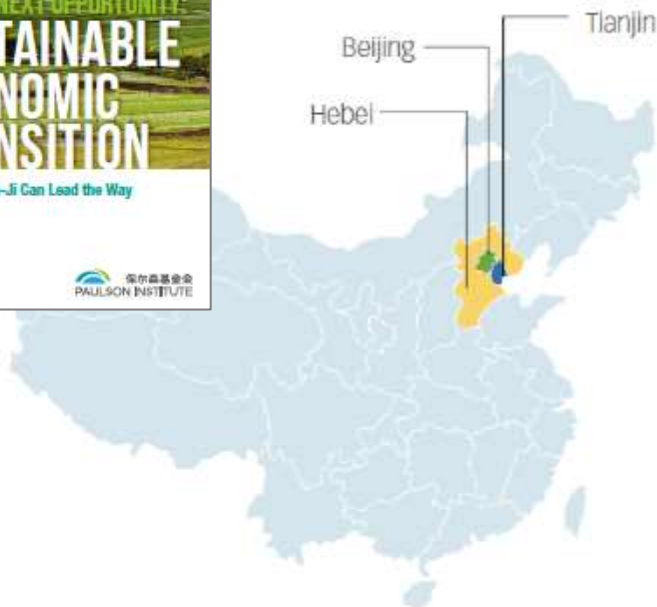 NEXT OPPORTUNITY:
TAINABLE
NOMIC
NSITION
-Ji Can Lead the Way
保尔森基金会
PAULSON INSTITUTE
Tianjin
Beijing
Hebei